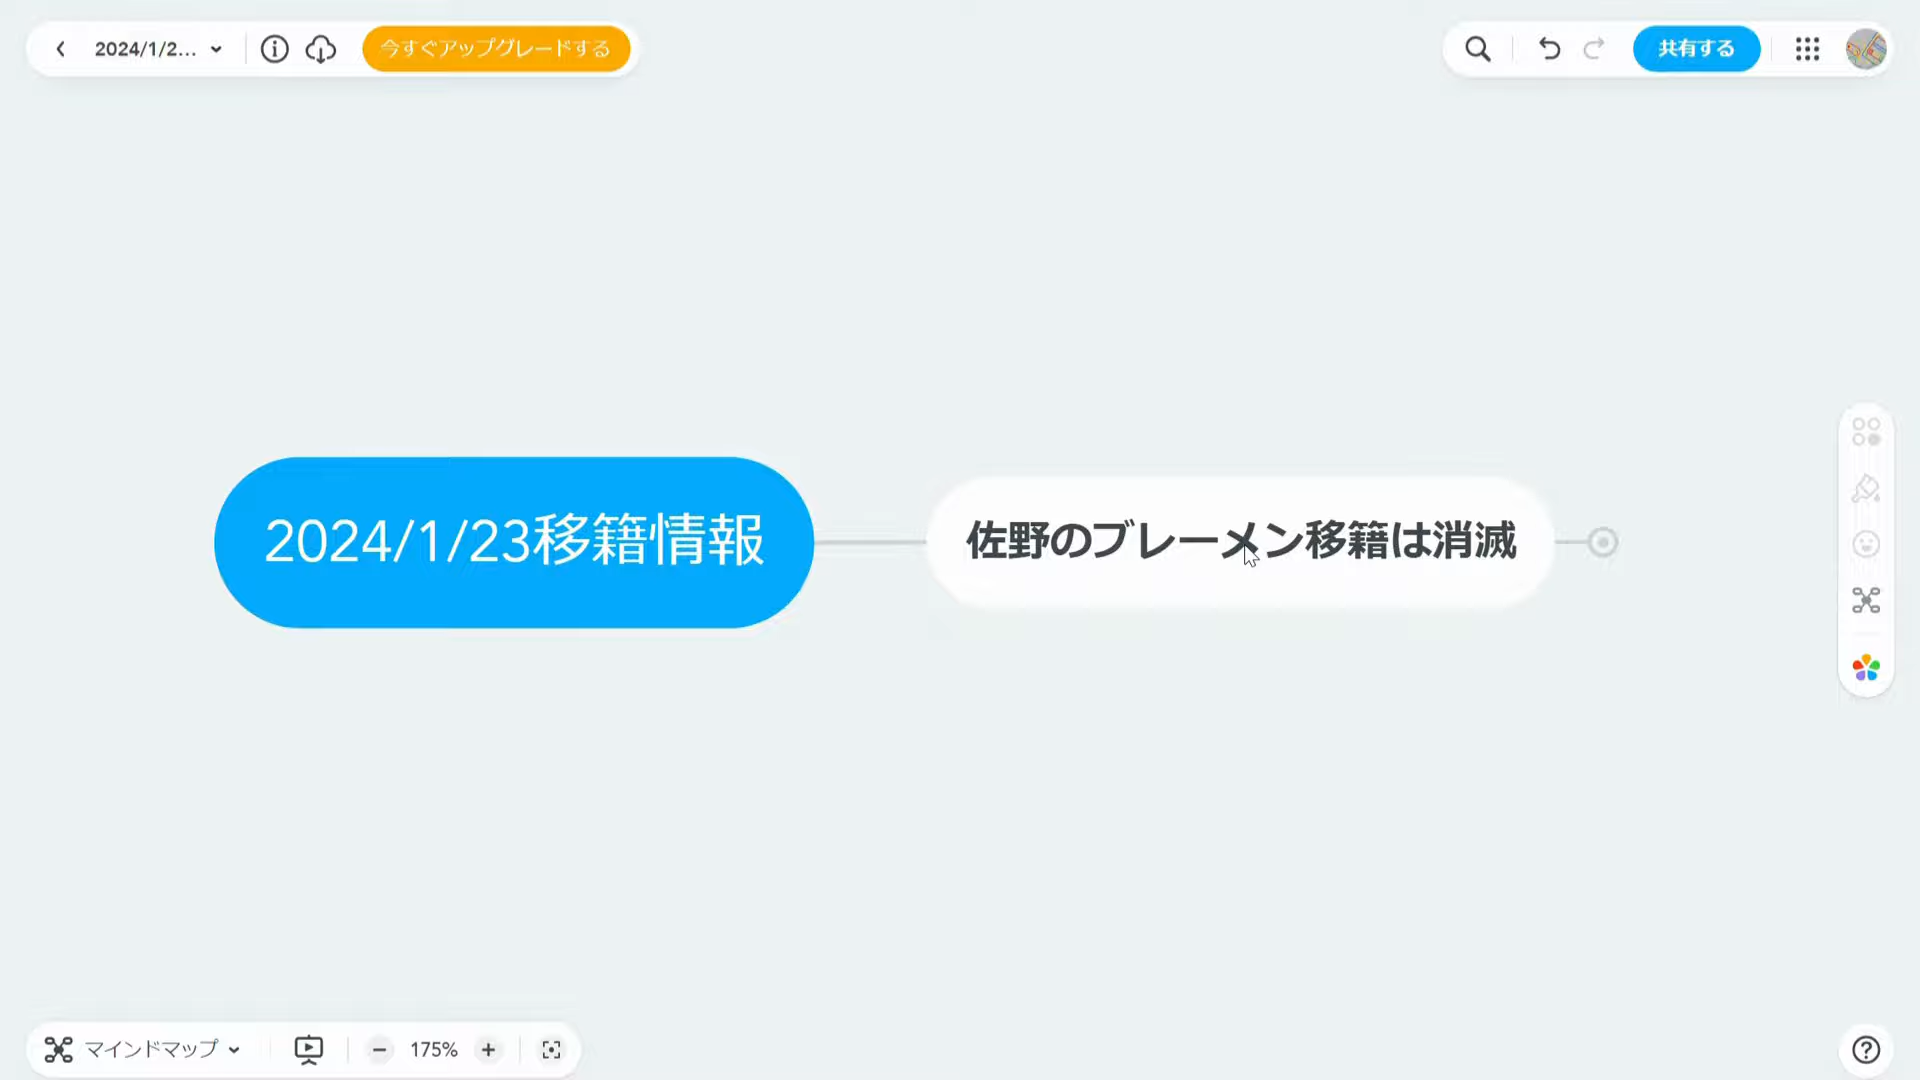 2024/1/2...
今すぐアップグレードする
共有する
2024/1/23移籍情報
佐野のブレーメン移籍は消滅
マインドマップ
175%